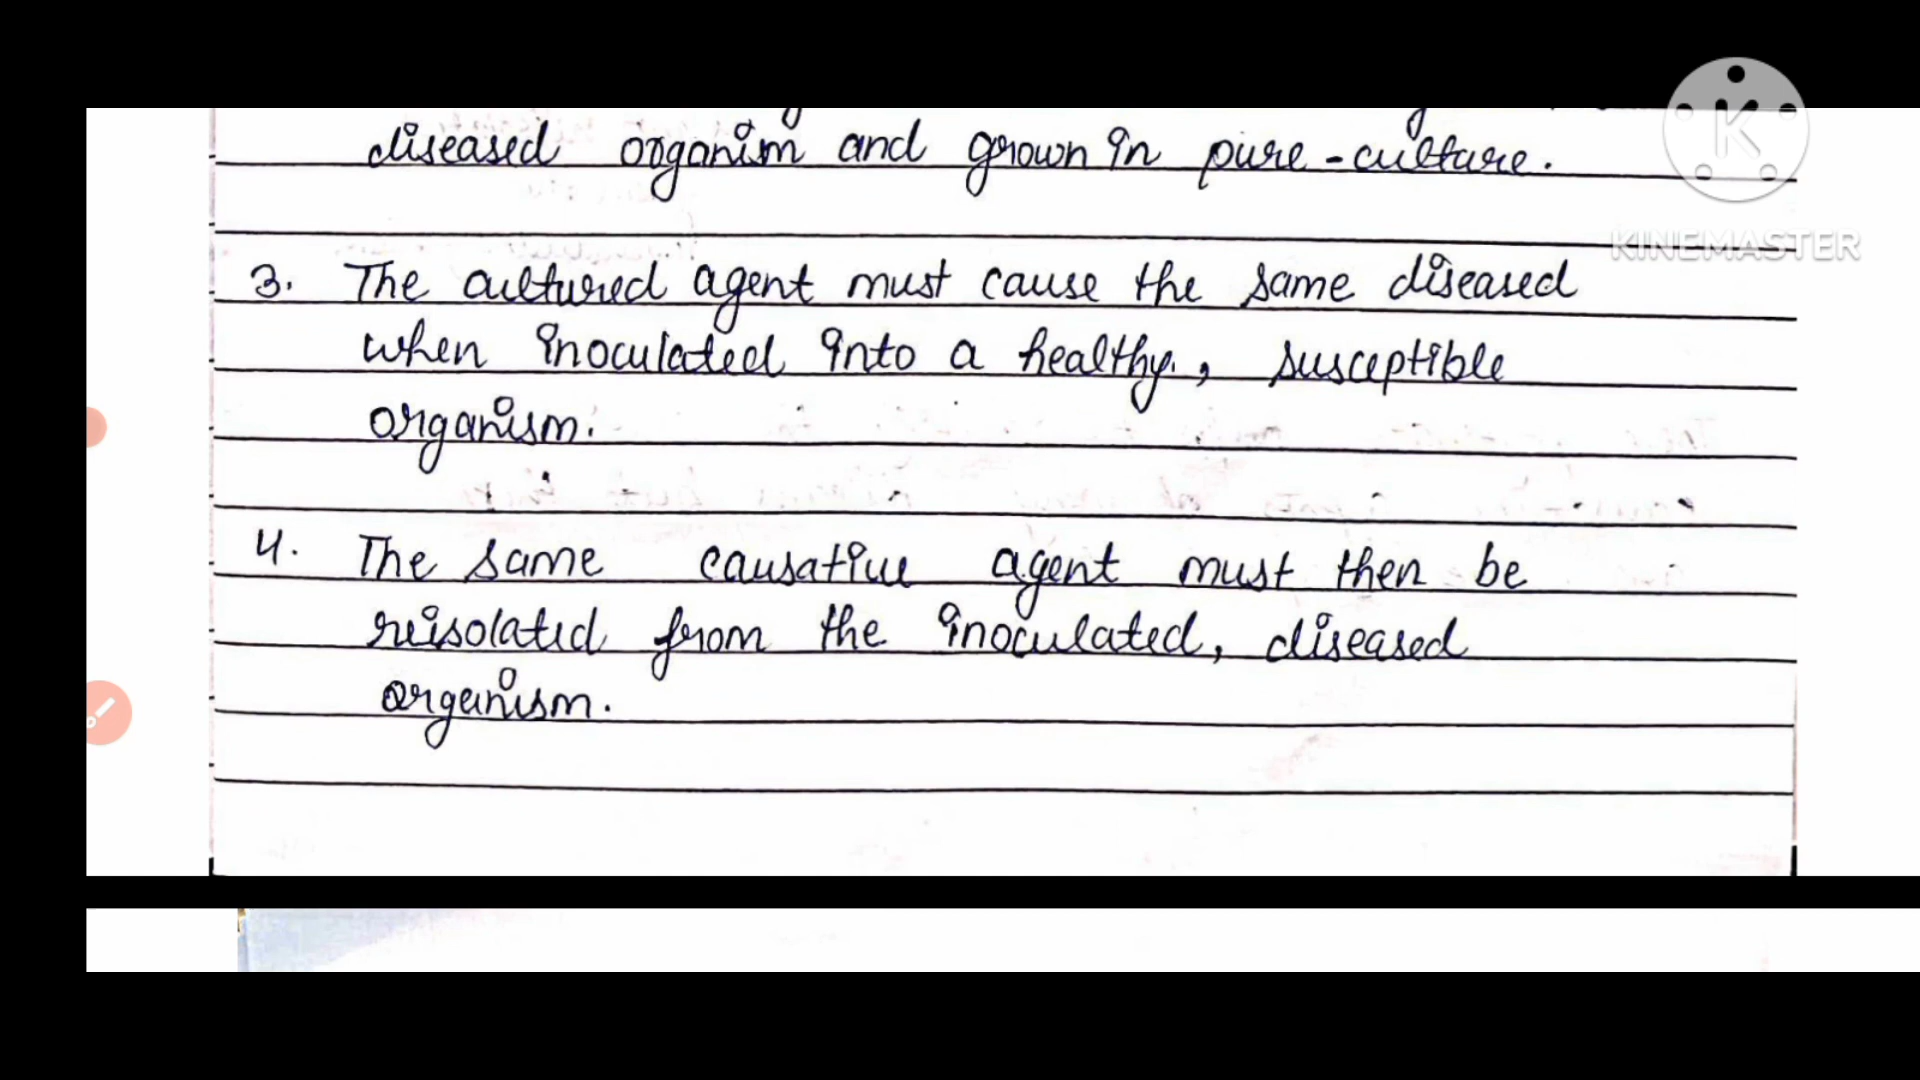 diseased organism and grown in pure-culture.
3. The cultured agent must cause the same diseased
when inoculated into a healthy, susceptible
organism.
4. The same causative agent must then be
reisolated from the inoculated, diseased
organism.
K
KINEMASTER